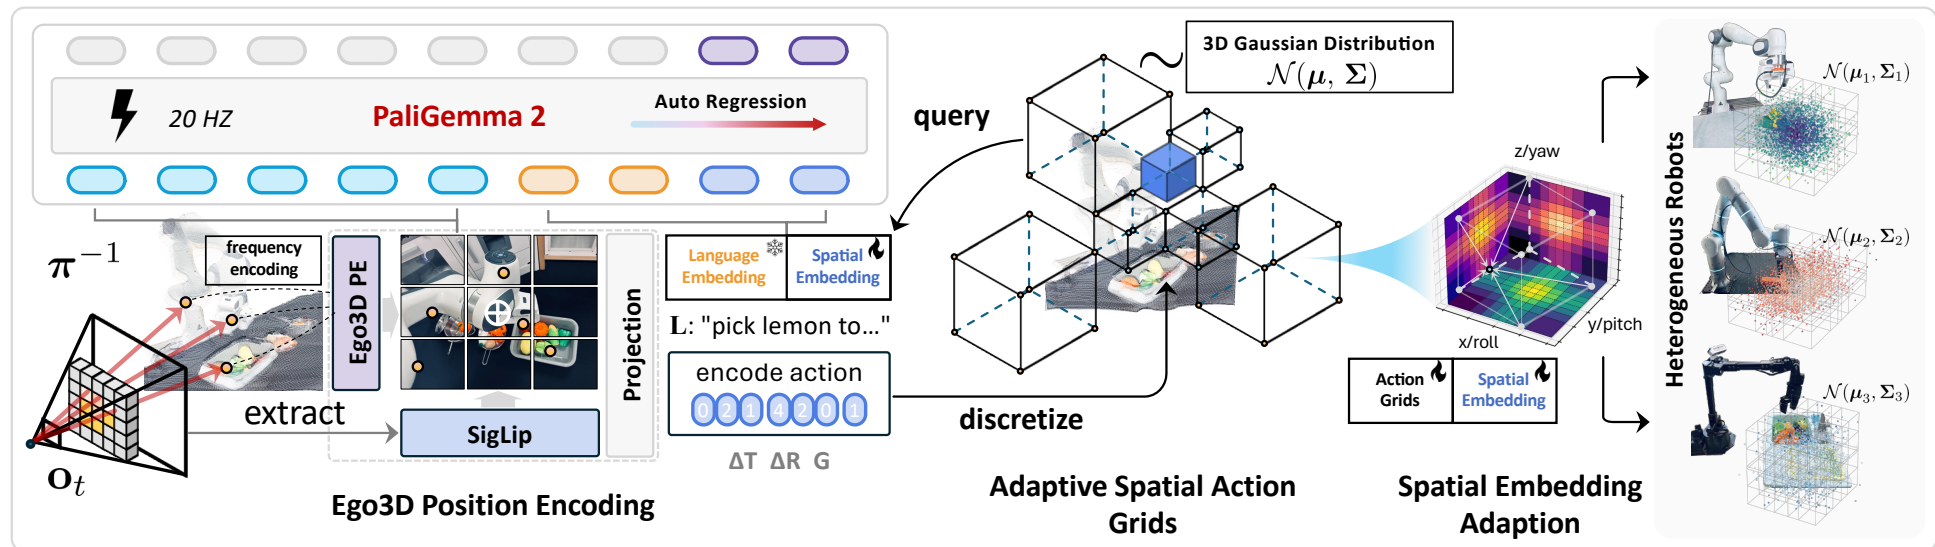 20 HZ
PaliGemma 2
Auto Regression
π⁻¹
frequency
encoding
Ego3D PE
Projection
SigLip
extract
oₜ
Ego3D Position Encoding
Language
Embedding
Spatial
Embedding
L: "pick lemon to..."
encode action
0 2 1 4 2 0 1
ΔT ΔR G
query
discretize
3D Gaussian Distribution
𝒩(μ, Σ)
Adaptive Spatial Action
Grids
z/yaw
y/pitch
x/roll
Action
Grids
Spatial
Embedding
Spatial Embedding
Adaption
Heterogeneous Robots
𝒩(μ₁, Σ₁)
𝒩(μ₂, Σ₂)
𝒩(μ₃, Σ₃)